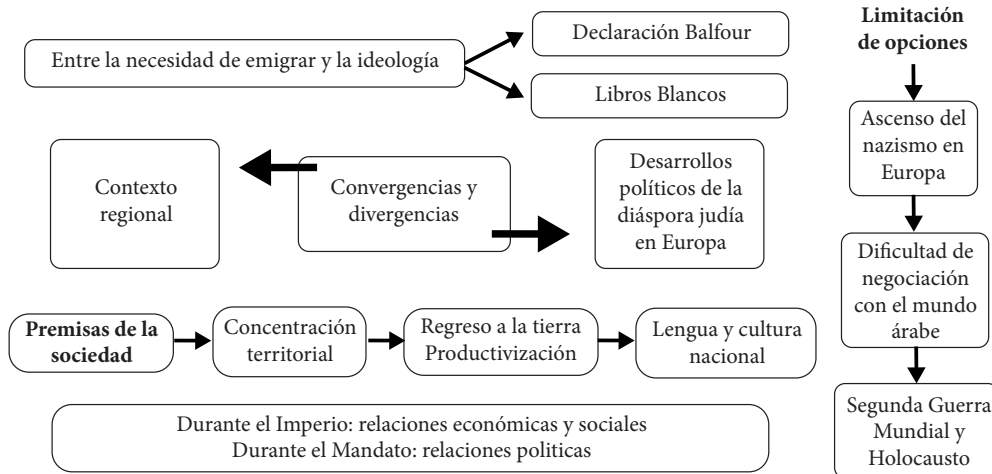 Entre la necesidad de emigrar y la ideología
Declaración Balfour
Libros Blancos
Contexto
regional
Convergencias y
divergencias
Desarrollos
políticos de la
diáspora judía
en Europa
Premisas de la
sociedad
Concentración
territorial
Regreso a la tierra
Productivización
Lengua y cultura
nacional
Durante el Imperio: relaciones económicas y sociales
Durante el Mandato: relaciones politicas
Limitación
de opciones
Ascenso del
nazismo en
Europa
Dificultad de
negociación
con el mundo
árabe
Segunda Guerra
Mundial y
Holocausto